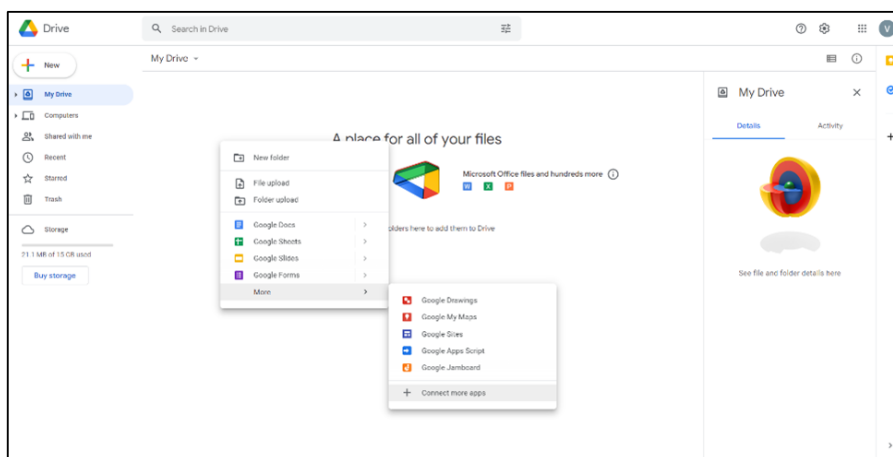 Drive
Search in Drive
V
New
My Drive
My Drive
Computers
Shared with me
Recent
Starred
Trash
Storage
21.1 MB of 15 GB used
Buy storage
A place for all of your files
Microsoft Office files and hundreds more
olders here to add them to Drive
New folder
File upload
Folder upload
Google Docs
Google Sheets
Google Slides
Google Forms
More
Google Drawings
Google My Maps
Google Sites
Google Apps Script
Google Jamboard
Connect more apps
My Drive
Details
Activity
See file and folder details here